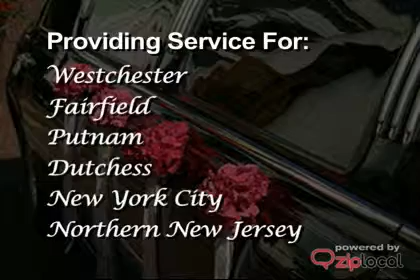 Providing Service For:
Westchester
Fairfield
Putnam
Dutchess
New York City
Northern New Jersey
powered by
ziplocal